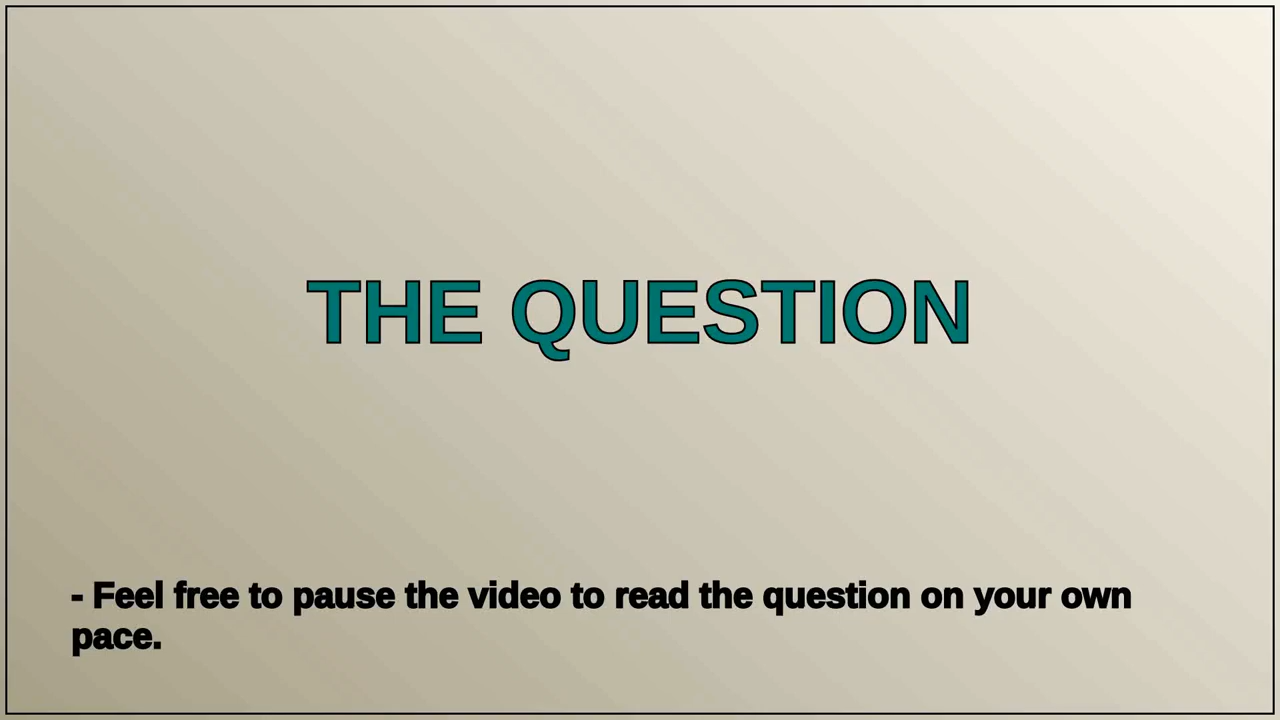 THE QUESTION
- Feel free to pause the video to read the question on your own
pace.